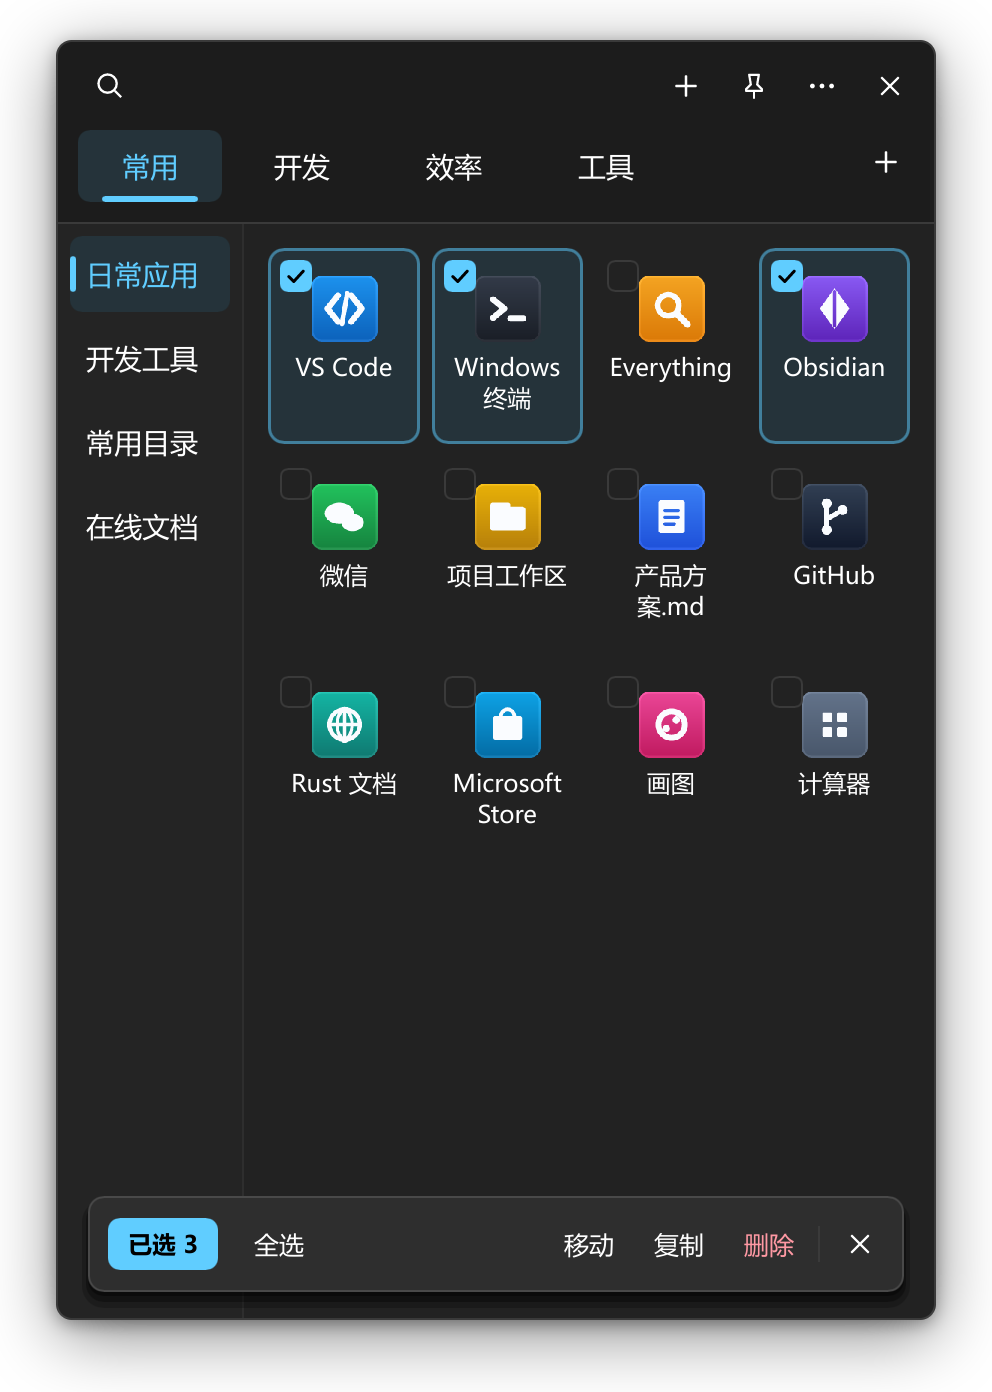 常用
开发
效率
工具
日常应用
开发工具
常用目录
在线文档
VS Code
Windows
终端
Everything
Obsidian
微信
项目工作区
产品方
案.md
GitHub
Rust 文档
Microsoft
Store
画图
计算器
已选 3
全选
移动
复制
删除